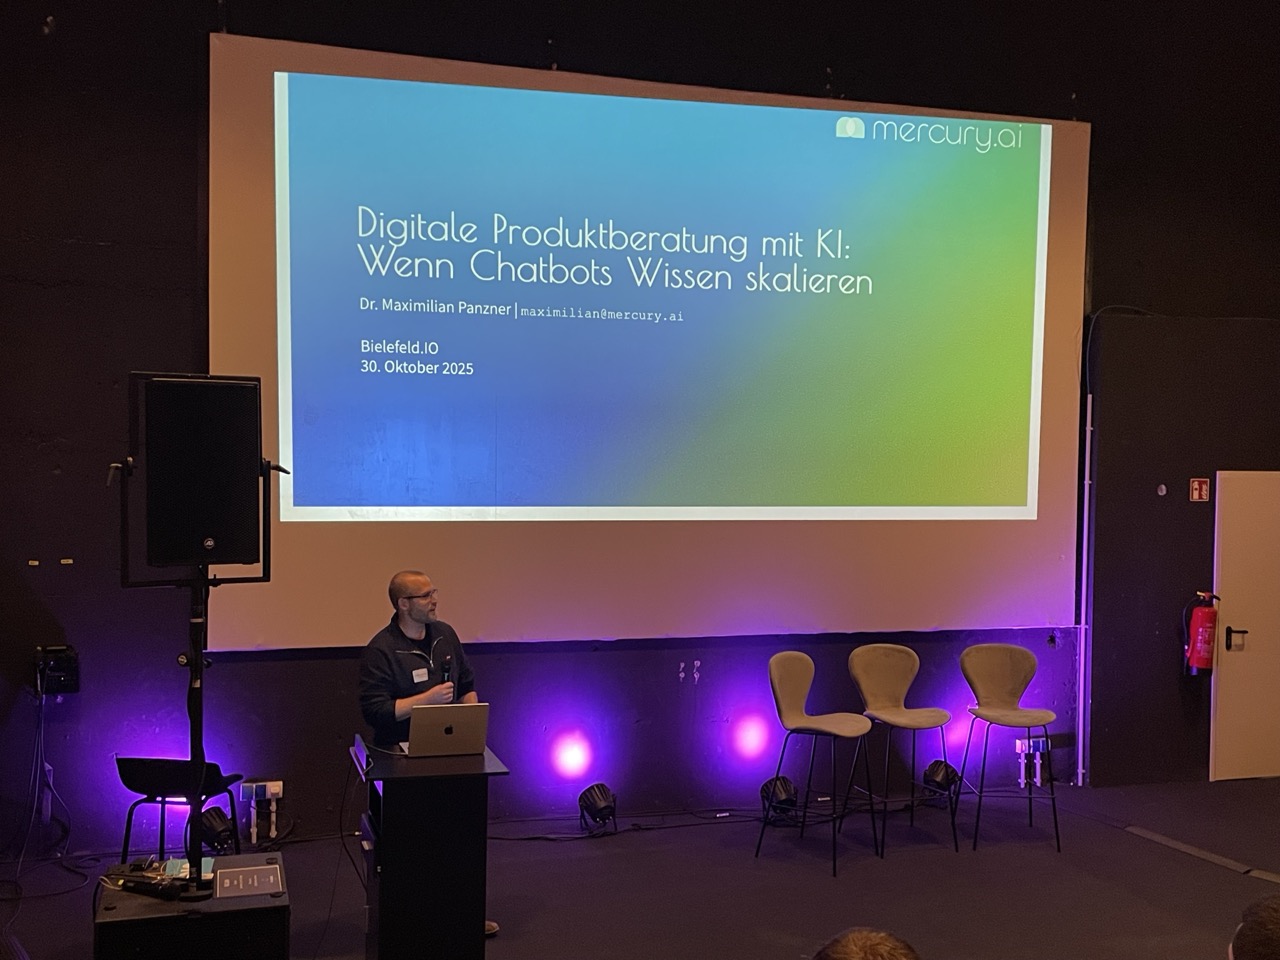 mercury.ai
Digitale Produktberatung mit KI:
Wenn Chatbots Wissen skalieren
Dr. Maximilian Panzner | maximilian@mercury.ai
Bielefeld.IO
30. Oktober 2025